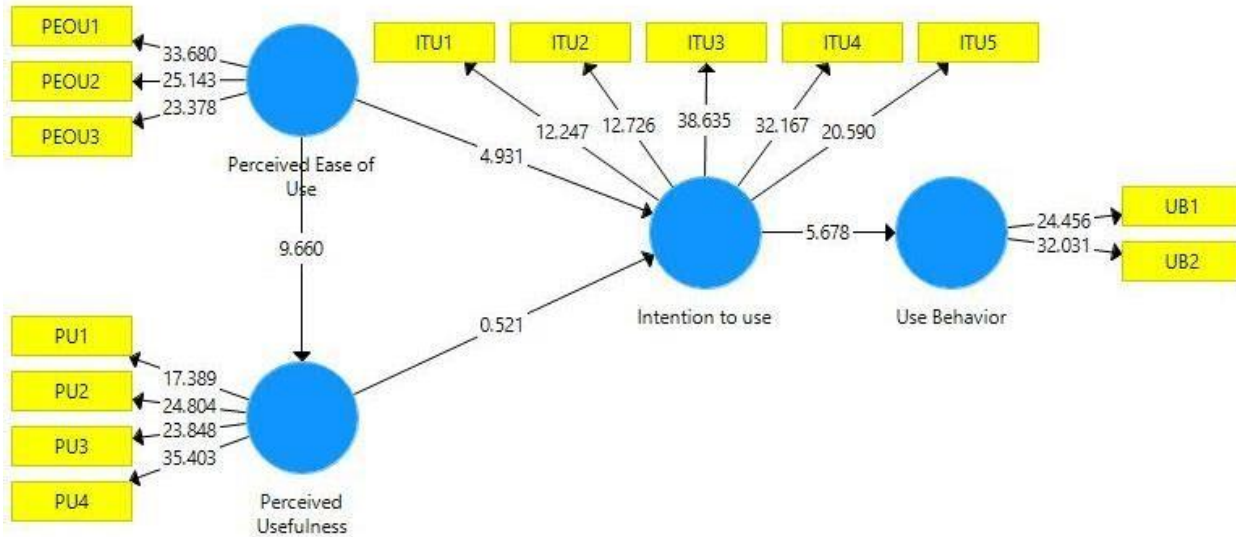 PEOU1
33.680
PEOU2
25.143
PEOU3
23.378
Perceived Ease of
Use
ITU1
ITU2
ITU3
ITU4
ITU5
12.247
12.726
38.635
32.167
20.590
4.931
9.660
0.521
Intention to use
5.678
Use Behavior
24.456
UB1
32.031
UB2
PU1
17.389
PU2
24.804
PU3
23.848
PU4
35.403
Perceived
Usefulness